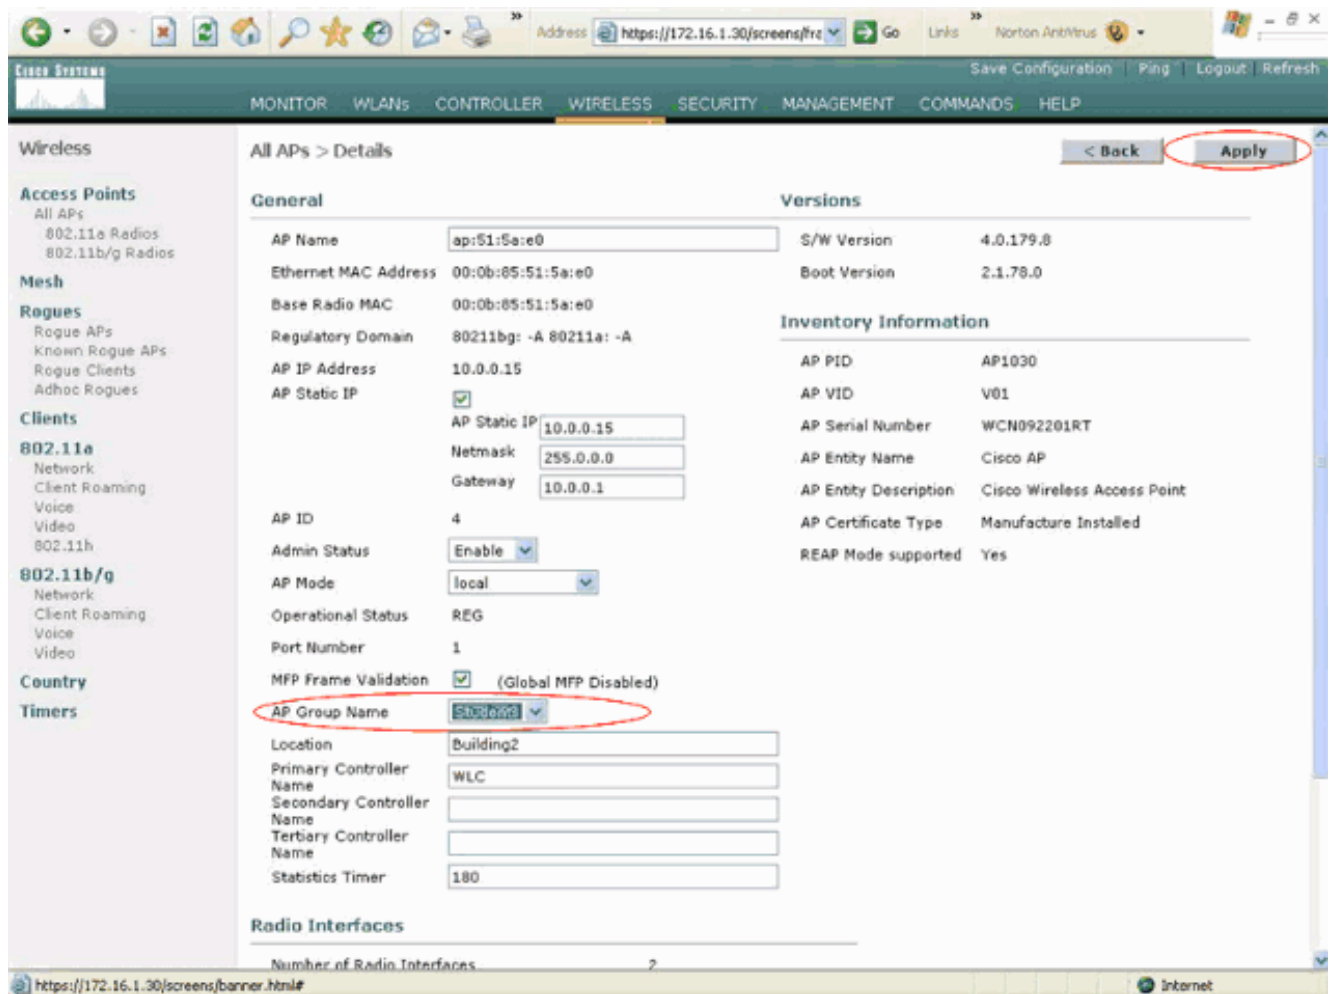 »
Address https://172.16.1.30/screens/fra Go Links » Norton AntiVirus
CISCO SYSTEMS
Save Configuration | Ping | Logout | Refresh
MONITOR WLANs CONTROLLER WIRELESS SECURITY MANAGEMENT COMMANDS HELP
Wireless
Access Points
All APs
802.11a Radios
802.11b/g Radios
Mesh
Rogues
Rogue APs
Known Rogue APs
Rogue Clients
Adhoc Rogues
Clients
802.11a
Network
Client Roaming
Voice
Video
802.11h
802.11b/g
Network
Client Roaming
Voice
Video
Country
Timers
All APs > Details
< Back
Apply
General
AP Name ap:51:5a:e0
Ethernet MAC Address 00:0b:85:51:5a:e0
Base Radio MAC 00:0b:85:51:5a:e0
Regulatory Domain 80211bg: -A 80211a: -A
AP IP Address 10.0.0.15
AP Static IP
AP Static IP 10.0.0.15
Netmask 255.0.0.0
Gateway 10.0.0.1
AP ID 4
Admin Status Enable
AP Mode local
Operational Status REG
Port Number 1
MFP Frame Validation (Global MFP Disabled)
AP Group Name
Location Building2
Primary Controller
Name WLC
Secondary Controller
Name
Tertiary Controller
Name
Statistics Timer 180
Radio Interfaces
Number of Radio Interfaces 2
Versions
S/W Version 4.0.179.8
Boot Version 2.1.78.0
Inventory Information
AP PID AP1030
AP VID V01
AP Serial Number WCN092201RT
AP Entity Name Cisco AP
AP Entity Description Cisco Wireless Access Point
AP Certificate Type Manufacture Installed
REAP Mode supported Yes
https://172.16.1.30/screens/banner.html#
Internet